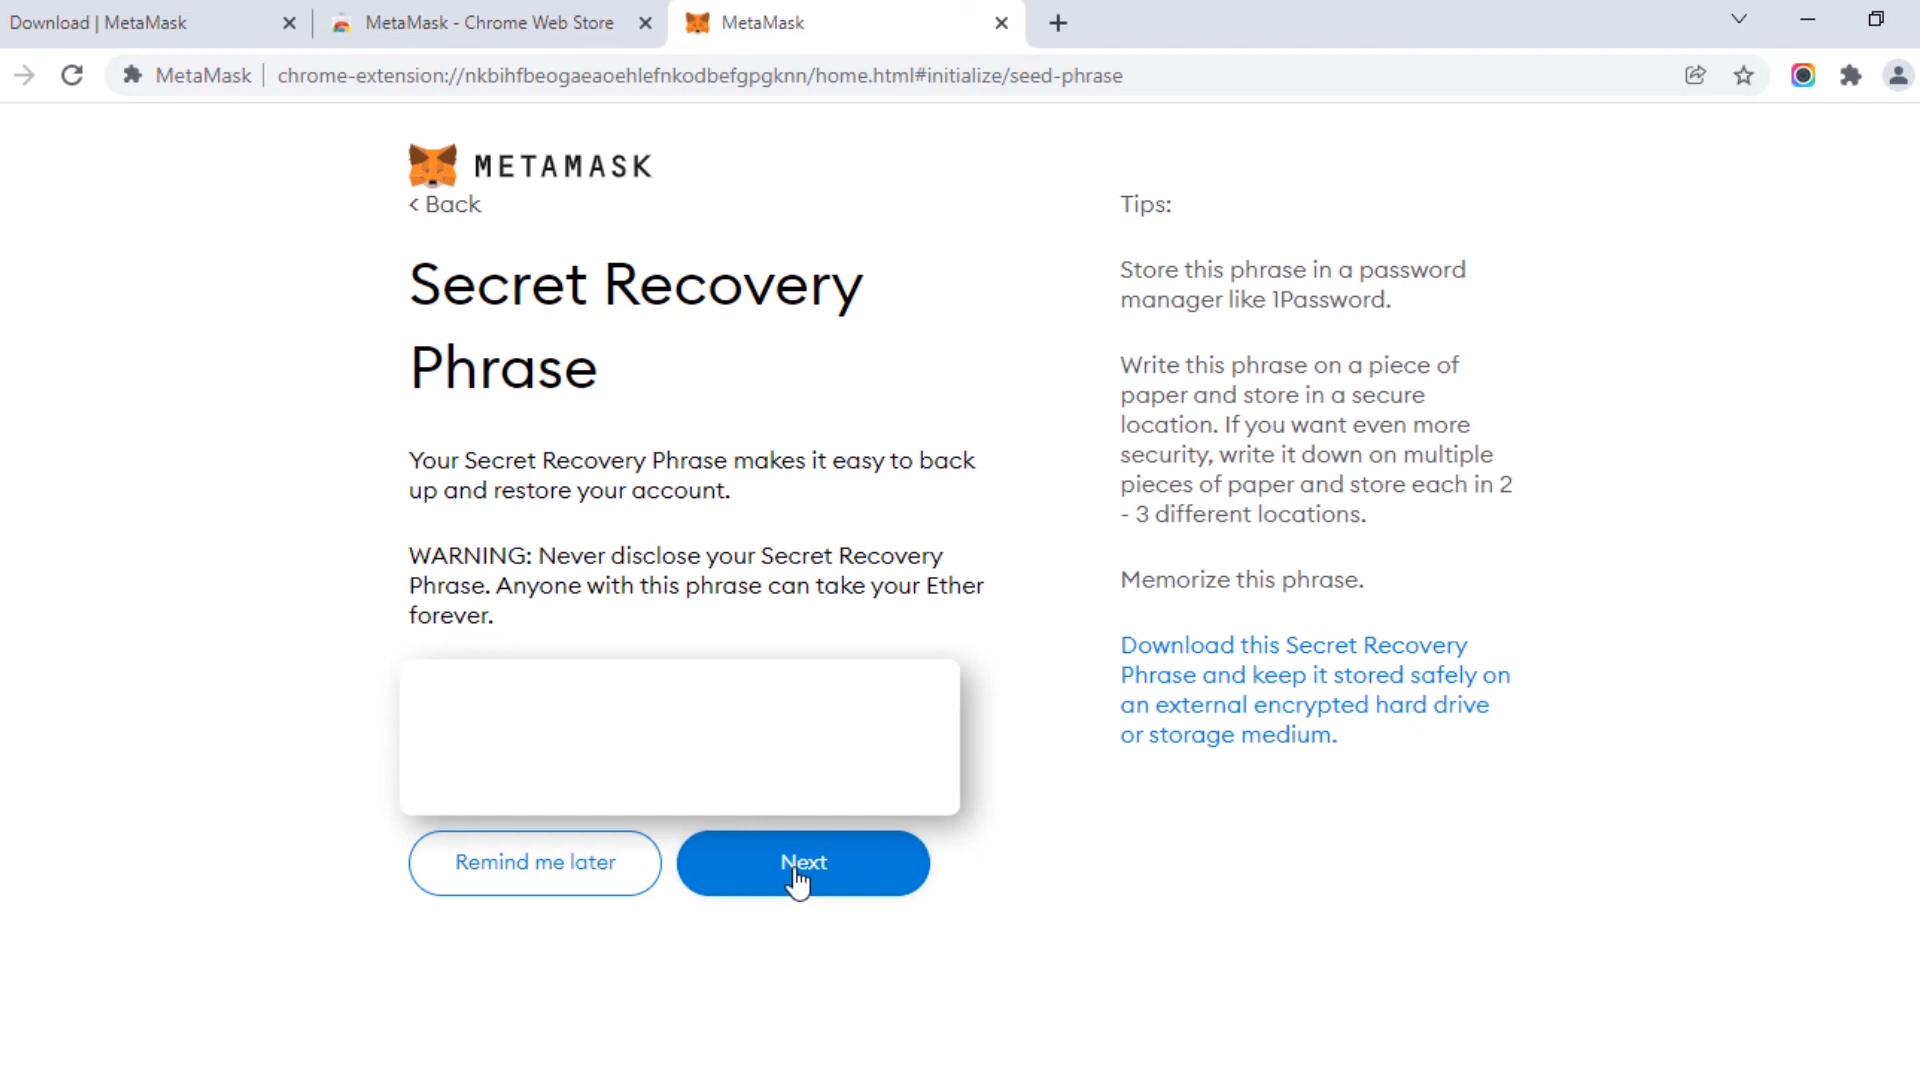 Download | MetaMask
MetaMask - Chrome Web Store
MetaMask
MetaMask
chrome-extension://nkbihfbeogaeaoehlefnkodbefgpgknn/home.html#initialize/seed-phrase
METAMASK
< Back
Secret Recovery
Phrase
Your Secret Recovery Phrase makes it easy to back
up and restore your account.
WARNING: Never disclose your Secret Recovery
Phrase. Anyone with this phrase can take your Ether
forever.
Remind me later
Next
Tips:
Store this phrase in a password
manager like 1Password.
Write this phrase on a piece of
paper and store in a secure
location. If you want even more
security, write it down on multiple
pieces of paper and store each in 2
- 3 different locations.
Memorize this phrase.
Download this Secret Recovery
Phrase and keep it stored safely on
an external encrypted hard drive
or storage medium.